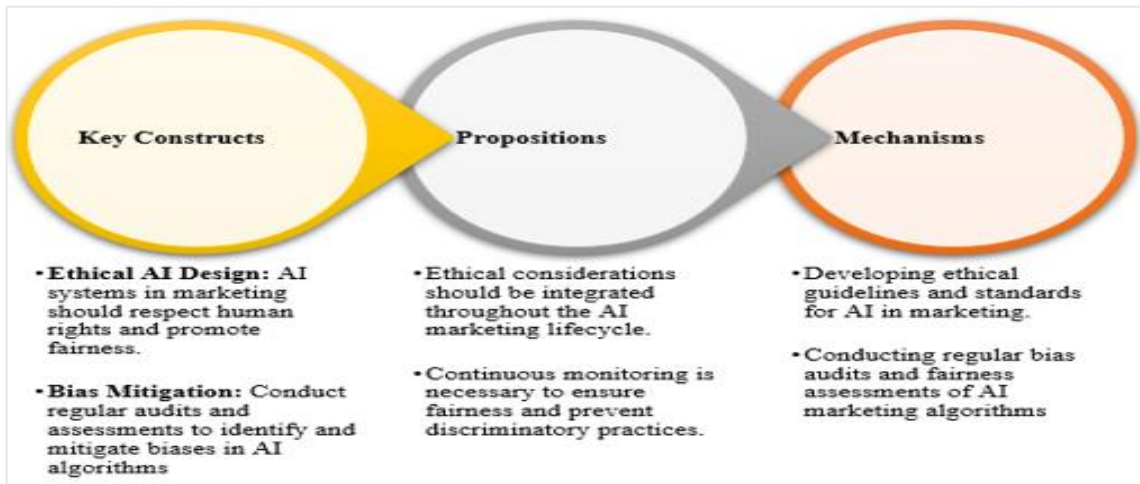 Key Constructs
Propositions
Mechanisms
•Ethical AI Design: AI
systems in marketing
should respect human
rights and promote
fairness.
•Bias Mitigation: Conduct
regular audits and
assessments to identify and
mitigate biases in AI
algorithms
•Ethical considerations
should be integrated
throughout the AI
marketing lifecycle.
•Continuous monitoring is
necessary to ensure
fairness and prevent
discriminatory practices.
•Developing ethical
guidelines and standards
for AI in marketing.
•Conducting regular bias
audits and fairness
assessments of AI
marketing algorithms